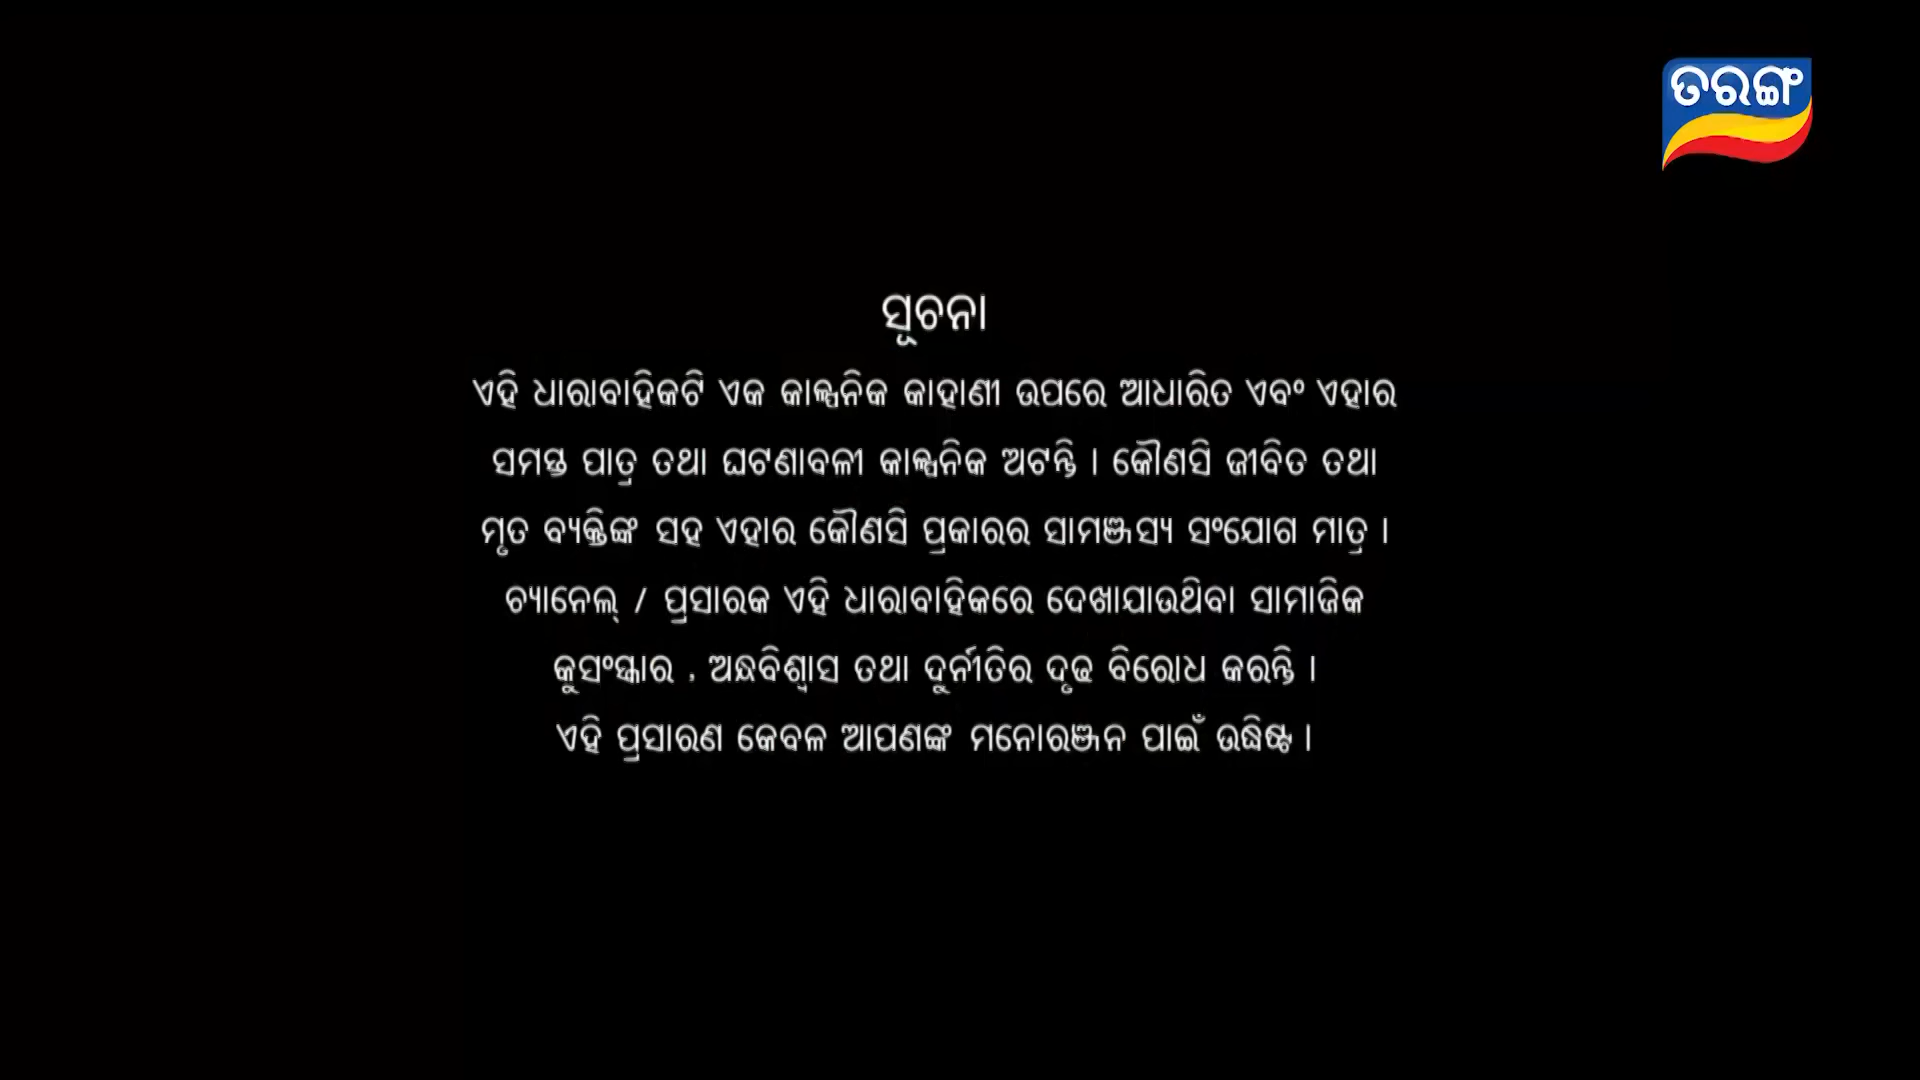 ତରଙ୍ଗ
ସୂଚନା
ଏହି ଧାରାବାହିକଟି ଏକ କାଳ୍ପନିକ କାହାଣୀ ଉପରେ ଆଧାରିତ ଏବଂ ଏହାର
ସମସ୍ତ ପାତ୍ର ତଥା ଘଟଣାବଳୀ କାଳ୍ପନିକ ଅଟନ୍ତି । କୌଣସି ଜୀବିତ ତଥା
ମୃତ ବ୍ୟକ୍ତିଙ୍କ ସହ ଏହାର କୌଣସି ପ୍ରକାରର ସାମଞ୍ଜସ୍ୟ ସଂଯୋଗ ମାତ୍ର ।
ଚ୍ୟାନେଲ୍ / ପ୍ରସାରକ ଏହି ଧାରାବାହିକରେ ଦେଖାଯାଉଥିବା ସାମାଜିକ
କୁସଂସ୍କାର , ଅନ୍ଧବିଶ୍ୱାସ ତଥା ଦୁର୍ନୀତିର ଦୃଢ ବିରୋଧ କରନ୍ତି ।
ଏହି ପ୍ରସାରଣ କେବଳ ଆପଣଙ୍କ ମନୋରଞ୍ଜନ ପାଇଁ ଉଦ୍ଧିଷ୍ଟ ।